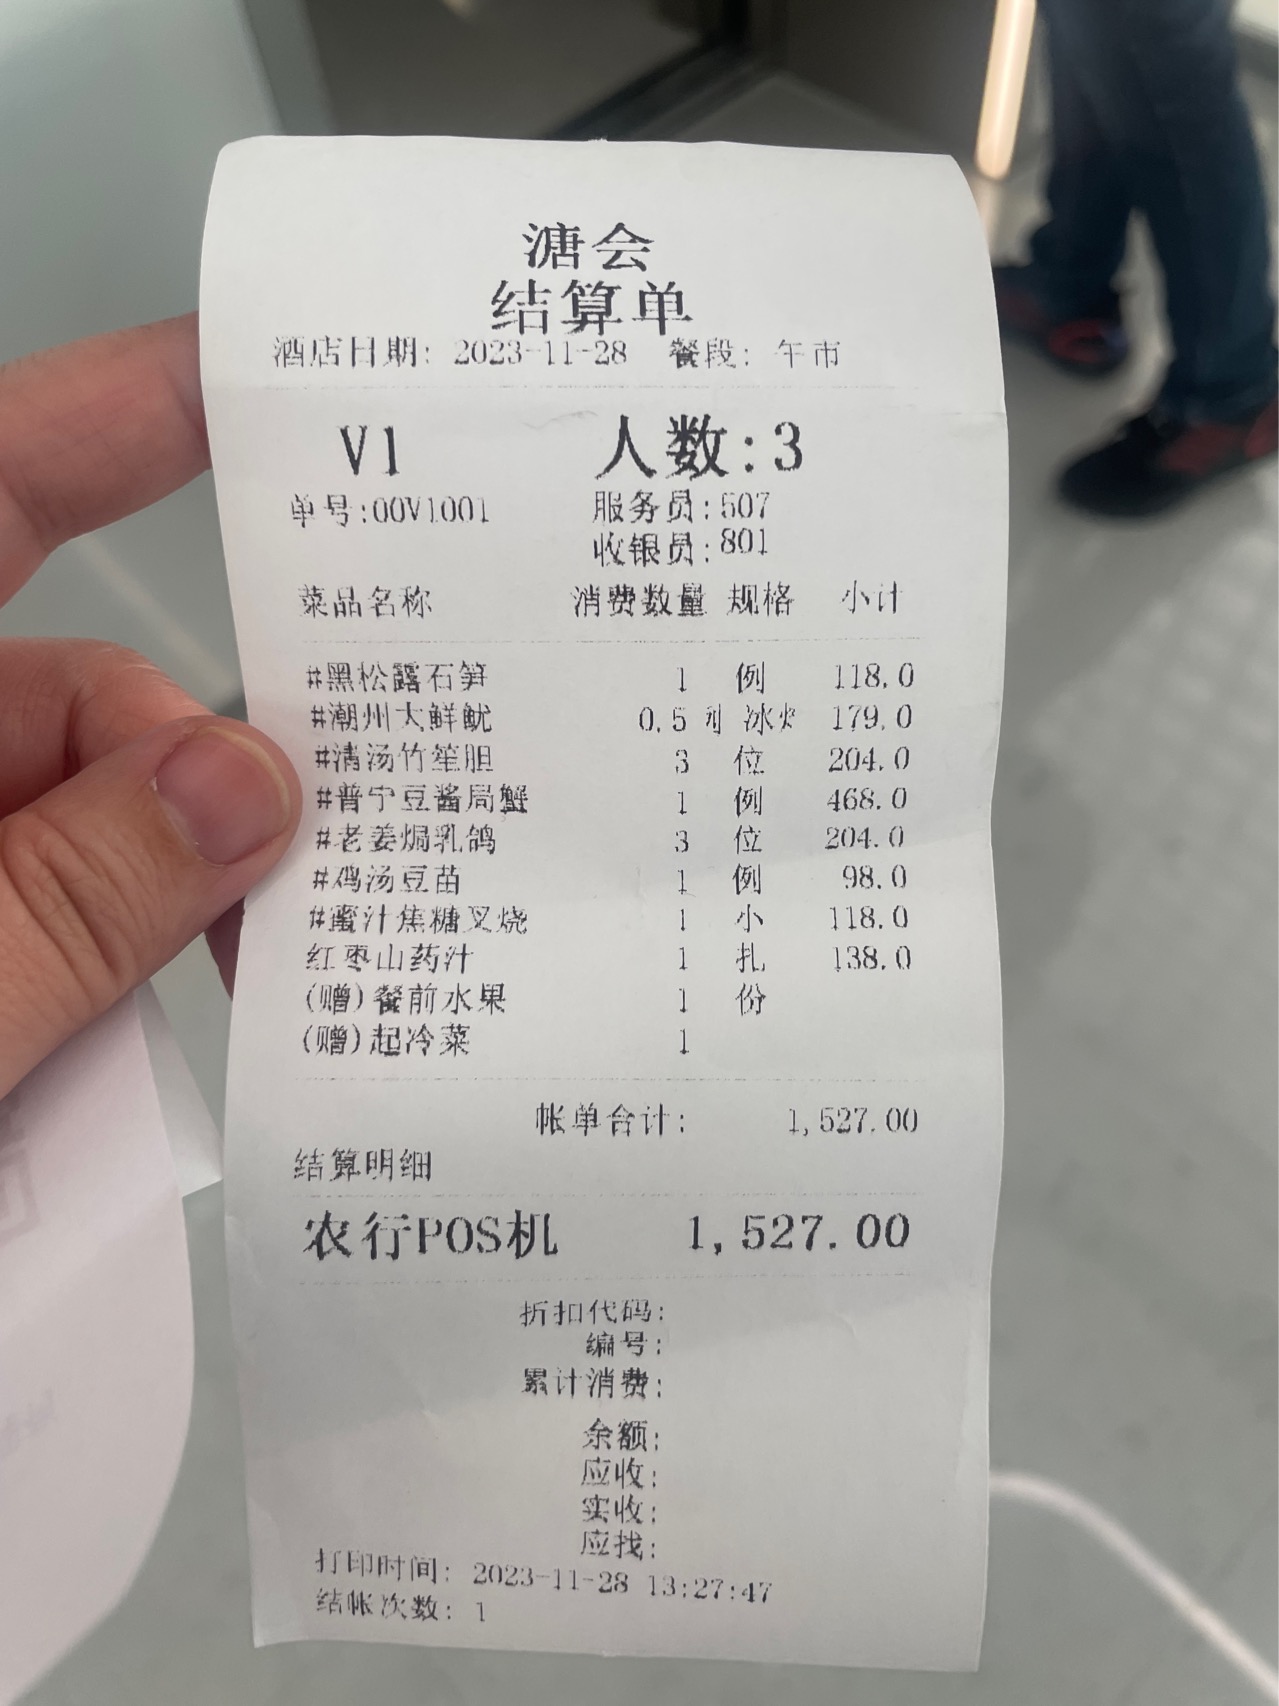 溏会
结算单
酒店日期: 2023-11-28 餐段: 午市
V1 人数:3
单号:00V1001 服务员:507
收银员:801
菜品名称 消费数量 规格 小计
#黑松露石笋 1 例 118.0
#潮州大鲜鱿 0.5 冰 179.0
#清汤竹笙胆 3 位 204.0
#普宁豆酱局蟹 1 例 468.0
#老姜焗乳鸽 3 位 204.0
#鸡汤豆苗 1 例 98.0
#蜜汁焦糖叉烧 1 小 118.0
红枣山药汁 1 扎 138.0
(赠)餐前水果 1 份
(赠)起冷菜 1
帐单合计: 1,527.00
结算明细
农行POS机 1,527.00
折扣代码:
编号:
累计消费:
余额:
应收:
实收:
应找:
打印时间: 2023-11-28 13:27:47
结帐次数: 1